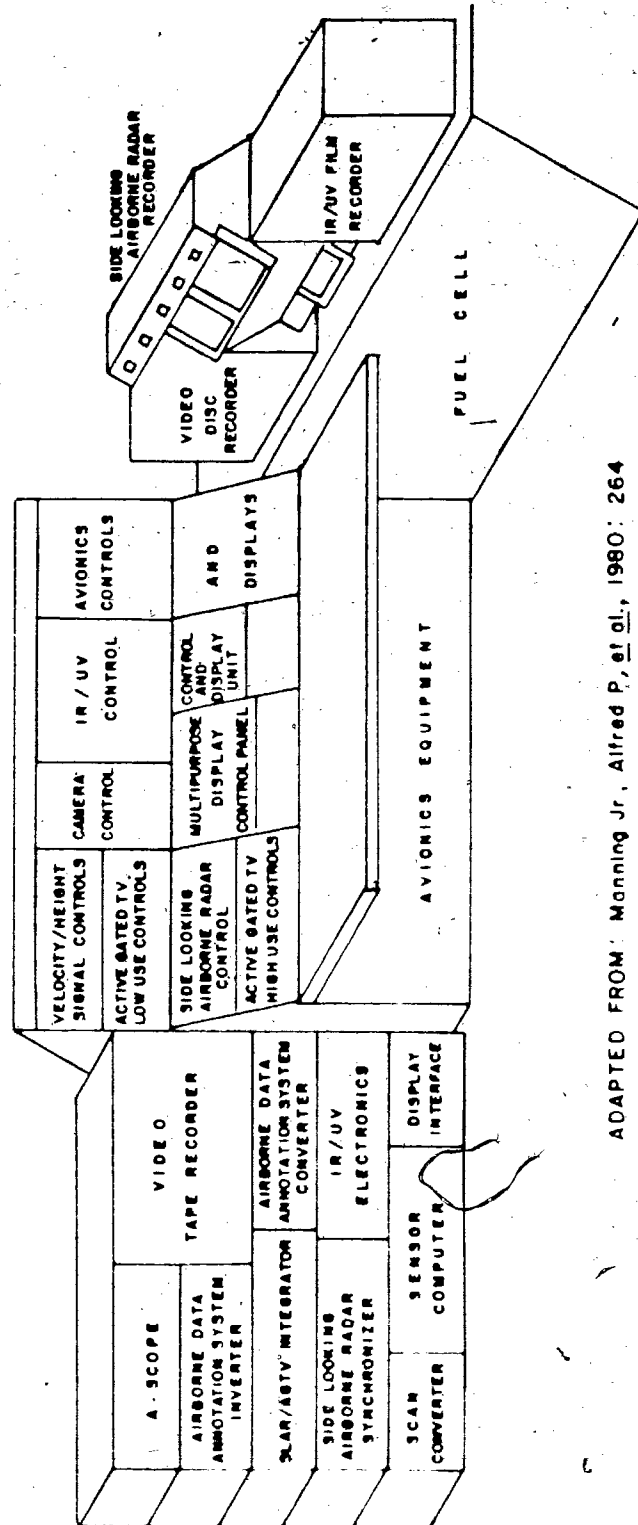 A-SCOPE
VIDEO
TAPE RECORDER
AIRBORNE DATA
ANNOTATION SYSTEM
INVERTER
SLAR/AGTV INTEGRATOR
AIRBORNE DATA
ANNOTATION SYSTEM
CONVERTER
SIDE LOOKING
AIRBORNE RADAR
SYNCHRONIZER
IR/UV
ELECTRONICS
SCAN
CONVERTER
SENSOR
COMPUTER
DISPLAY
INTERFACE
VELOCITY/HEIGHT
SIGNAL CONTROLS
ACTIVE GATED TV
LOW USE CONTROLS
CAMERA
CONTROL
IR/UV
CONTROL
AVIONICS
CONTROLS
SIDE LOOKING
AIRBORNE RADAR
CONTROL
ACTIVE GATED TV
HIGH USE CONTROLS
MULTIPURPOSE
DISPLAY
CONTROL PANEL
CONTROL
AND
DISPLAY
UNIT
AND
DISPLAYS
AVIONICS EQUIPMENT
SIDE LOOKING
AIRBORNE RADAR
RECORDER
VIDEO
DISC
RECORDER
IR/UV FILM
RECORDER
FUEL CELL
ADAPTED FROM: Manning Jr, Alfred P, et al., 1980: 264